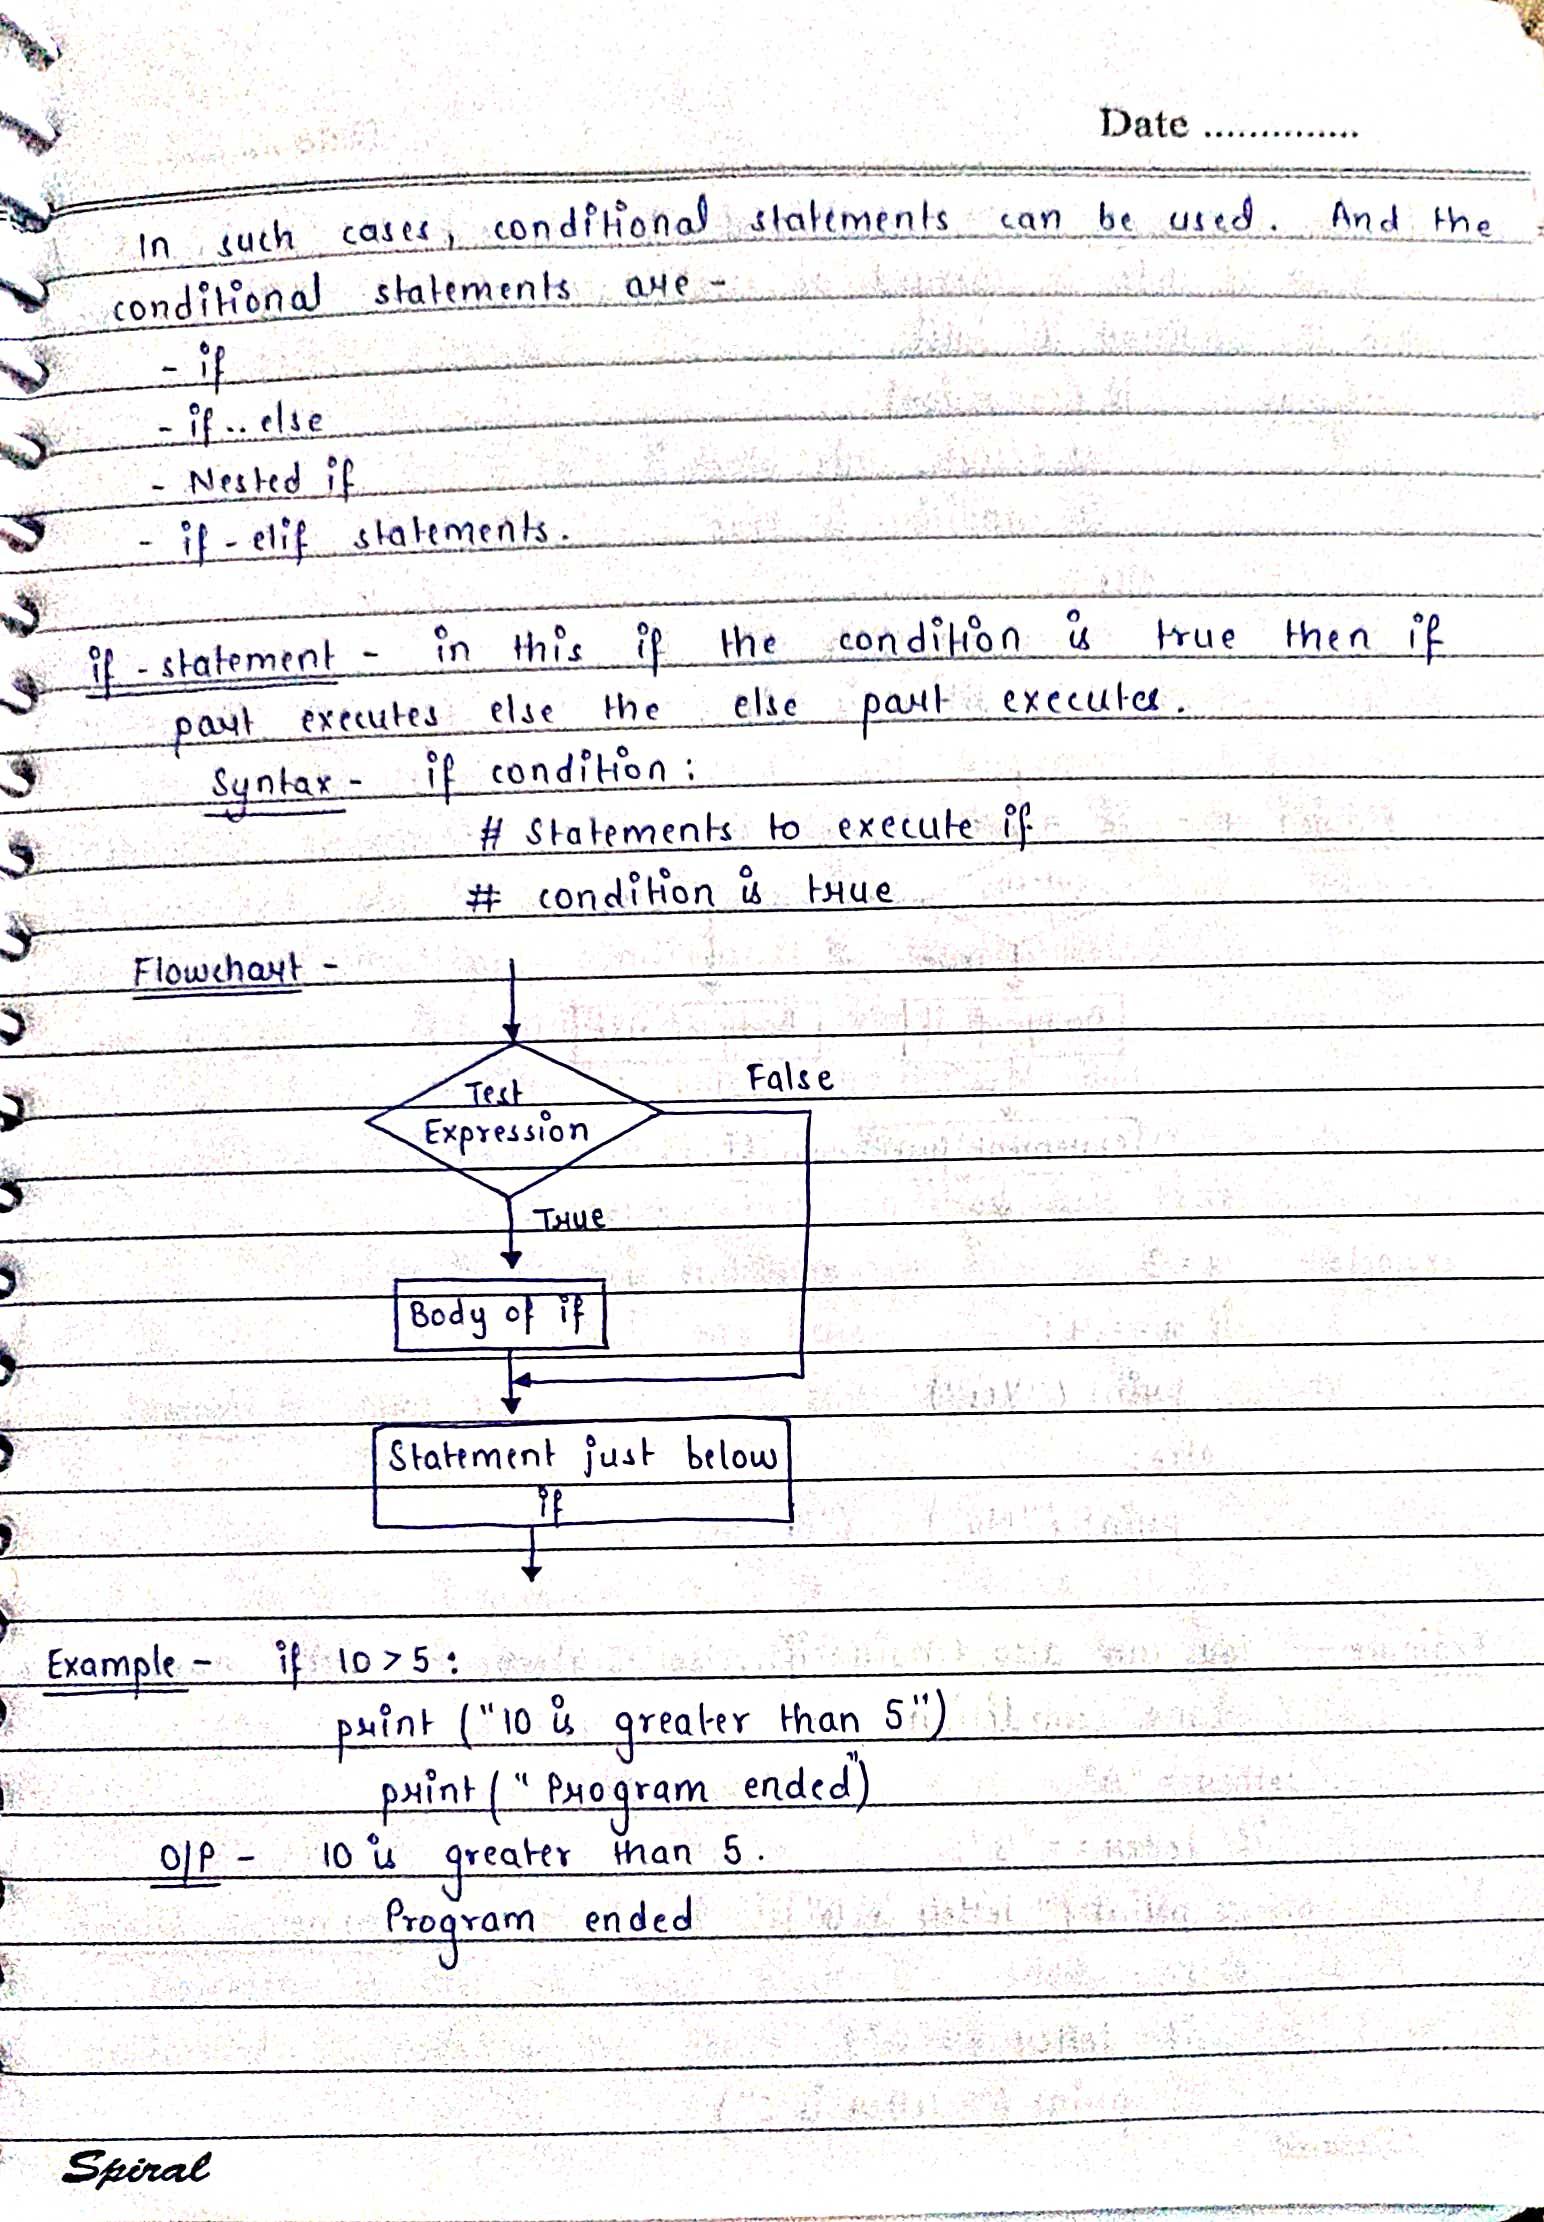 Date ..............
In such cases, conditional statements can be used. And the
conditional statements are -
- if
- if .. else
- Nested if
- if - elif statements.
if - statement - in this if the condition is true then if
part executes else the else part executes.
Syntax - if condition :
# Statements to execute if
# condition is true
Flowchart -
Test
Expression
False
True
Body of if
Statement just below
if
Example - if 10 > 5 :
print ("10 is greater than 5")
print (" Program ended")
O/P - 10 is greater than 5 .
Program ended
Spiral